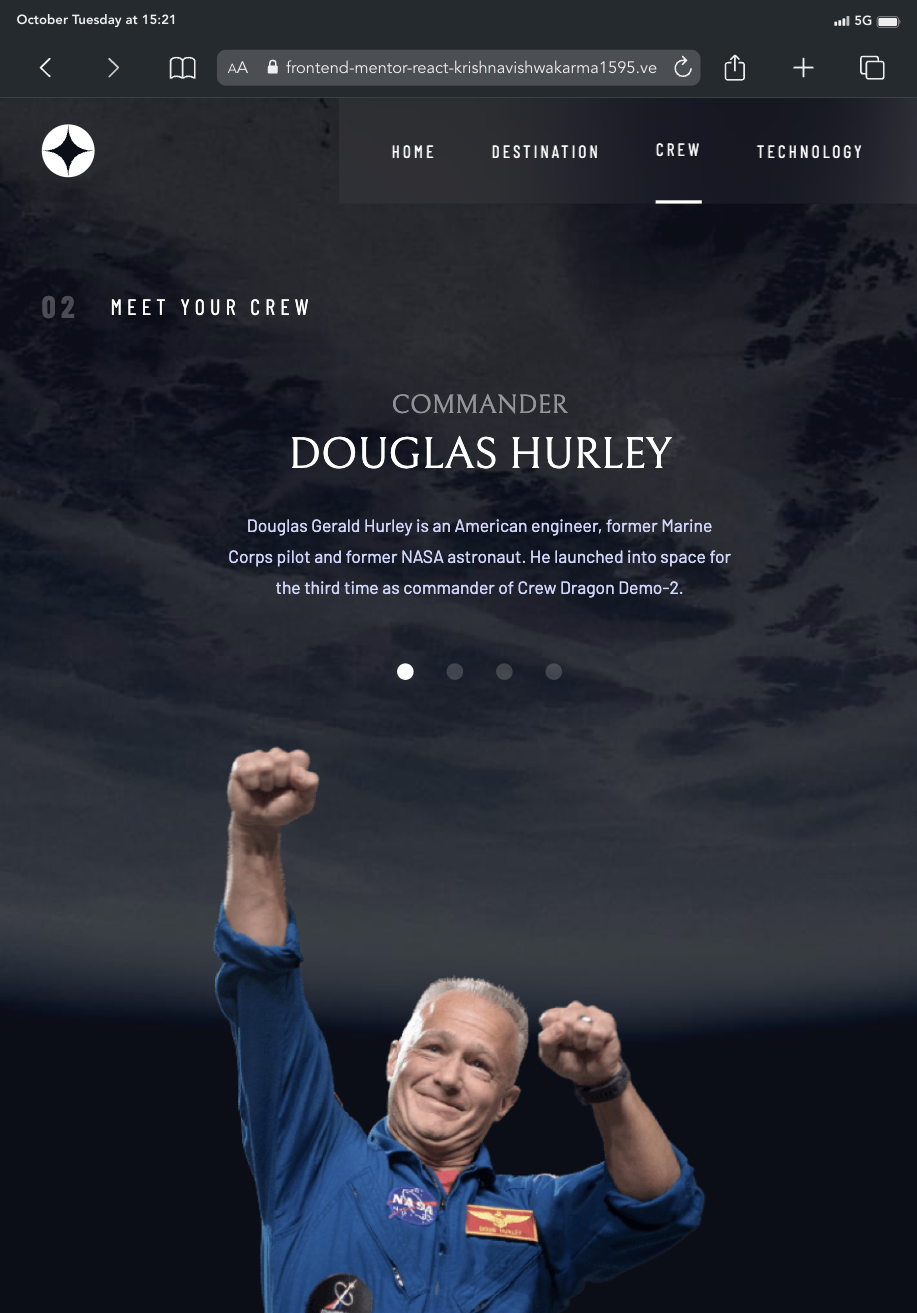 October Tuesday at 15:21
5G
AA frontend-mentor-react-krishnavishwakarma1595.ve
HOME DESTINATION CREW TECHNOLOGY
02 MEET YOUR CREW
COMMANDER
DOUGLAS HURLEY
Douglas Gerald Hurley is an American engineer, former Marine
Corps pilot and former NASA astronaut. He launched into space for
the third time as commander of Crew Dragon Demo-2.
NASA
DOUG HURLEY